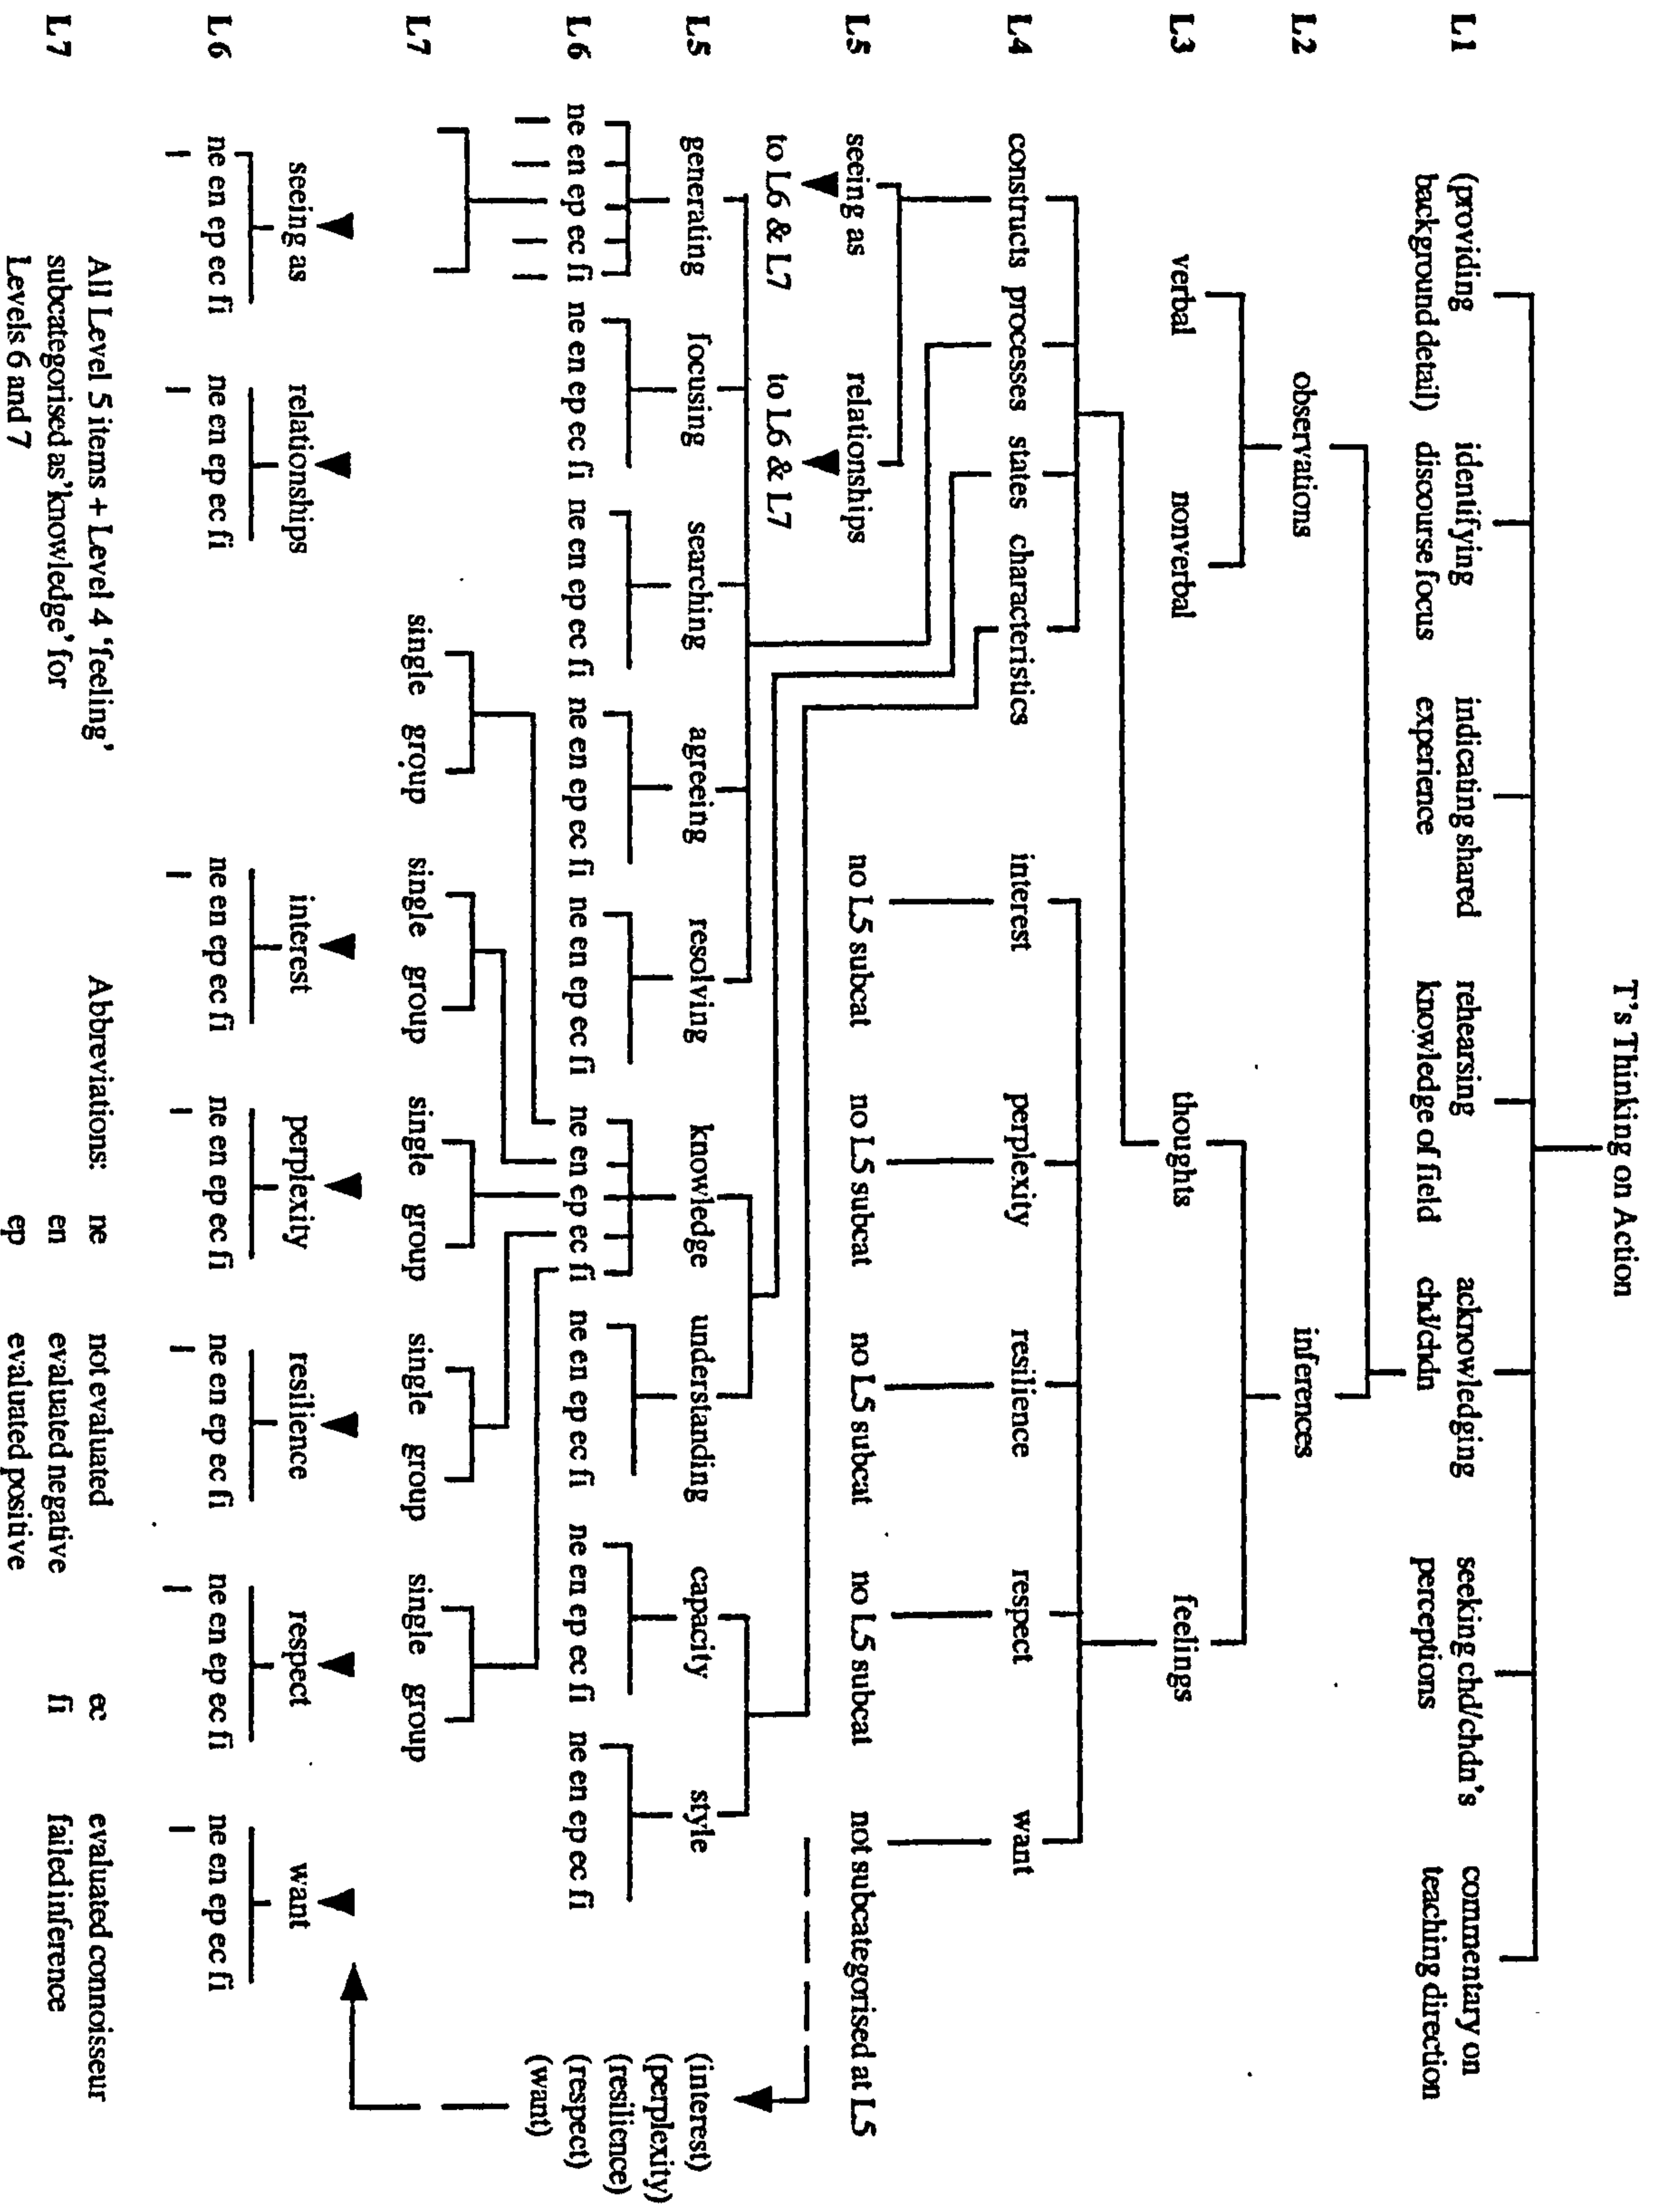 T's Thinking on Action
L1 (providing identifying indicating shared rehearsing acknowledging seeking chd/chdn's commentary on
background detail) discourse focus experience knowledge of field chd/chdn perceptions teaching direction
L2 observations inferences
L3 verbal nonverbal thoughts feelings
L4 constructs processes states characteristics interest perplexity resilience respect want
L5 seeing as relationships no L5 subcat no L5 subcat no L5 subcat no L5 subcat not subcategorised at L5
to L6 & L7 to L6 & L7
L5 generating focusing searching agreeing resolving knowledge understanding capacity style (interest)
(perplexity)
(resilience)
L6 ne en ep ec fi ne en ep ec fi ne en ep ec fi ne en ep ec fi ne en ep ec fi ne en ep ec fi ne en ep ec fi ne en ep ec fi ne en ep ec fi (respect)
(want)
L7 single group single group single group single group single group
seeing as relationships interest perplexity resilience respect want
L6 ne en ep ec fi ne en ep ec fi ne en ep ec fi ne en ep ec fi ne en ep ec fi ne en ep ec fi ne en ep ec fi
All Level 5 items + Level 4 'feeling' Abbreviations: ne not evaluated ec evaluated connoisseur
L7 subcategorised as 'knowledge' for en evaluated negative fi failed inference
Levels 6 and 7 ep evaluated positive